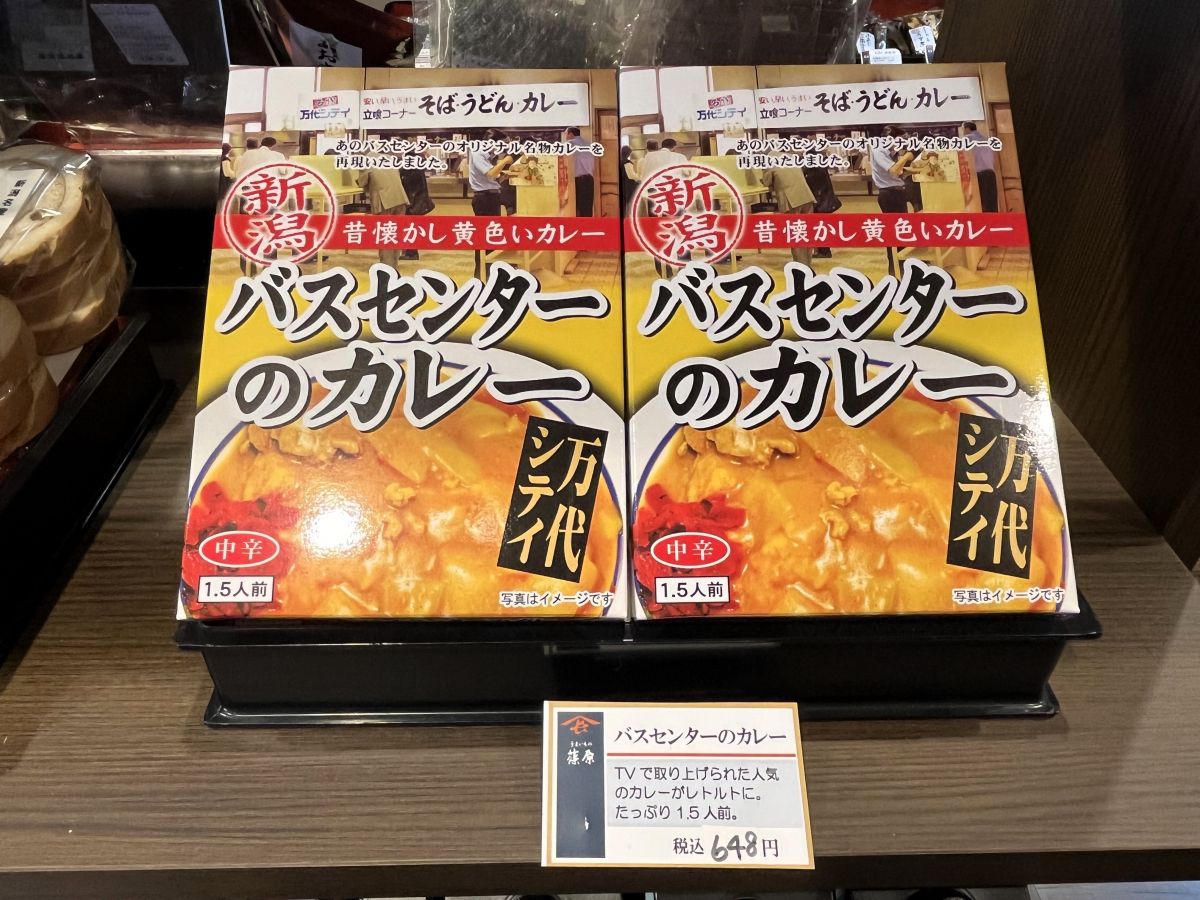 万代シテイ
安い、早い、うまい
立喰コーナー
そば・うどん・カレー
あのバスセンターのオリジナル名物カレーを
再現いたしました。
新潟
昔懐かし黄色いカレー
バスセンター
のカレー
万代
シテイ
中辛
1.5人前
写真はイメージです
万代シテイ
安い、早い、うまい
立喰コーナー
そば・うどん・カレー
あのバスセンターのオリジナル名物カレーを
再現いたしました。
新潟
昔懐かし黄色いカレー
バスセンター
のカレー
万代
シテイ
中辛
1.5人前
写真はイメージです
うまいもの
篠原
バスセンターのカレー
TVで取り上げられた人気
のカレーがレトルトに。
たっぷり1.5人前。
税込648円